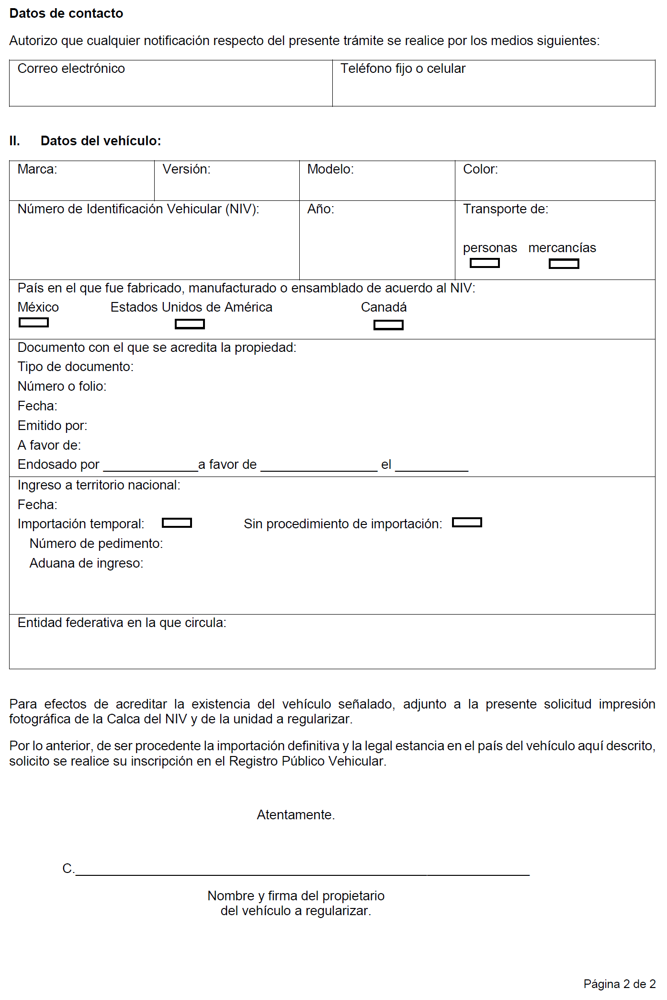 Datos de contacto
Autorizo que cualquier notificación respecto del presente trámite se realice por los medios siguientes:
Correo electrónico
Teléfono fijo o celular
II. Datos del vehículo:
Marca:
Versión:
Modelo:
Color:
Número de Identificación Vehicular (NIV):
Año:
Transporte de:
personas mercancías
País en el que fue fabricado, manufacturado o ensamblado de acuerdo al NIV:
México Estados Unidos de América Canadá
Documento con el que se acredita la propiedad:
Tipo de documento:
Número o folio:
Fecha:
Emitido por:
A favor de:
Endosado por _____________a favor de ________________ el __________
Ingreso a territorio nacional:
Fecha:
Importación temporal: Sin procedimiento de importación:
Número de pedimento:
Aduana de ingreso:
Entidad federativa en la que circula:
Para efectos de acreditar la existencia del vehículo señalado, adjunto a la presente solicitud impresión
fotográfica de la Calca del NIV y de la unidad a regularizar.
Por lo anterior, de ser procedente la importación definitiva y la legal estancia en el país del vehículo aquí descrito,
solicito se realice su inscripción en el Registro Público Vehicular.
Atentamente.
C.______________________________________________________________
Nombre y firma del propietario
del vehículo a regularizar.
Página 2 de 2